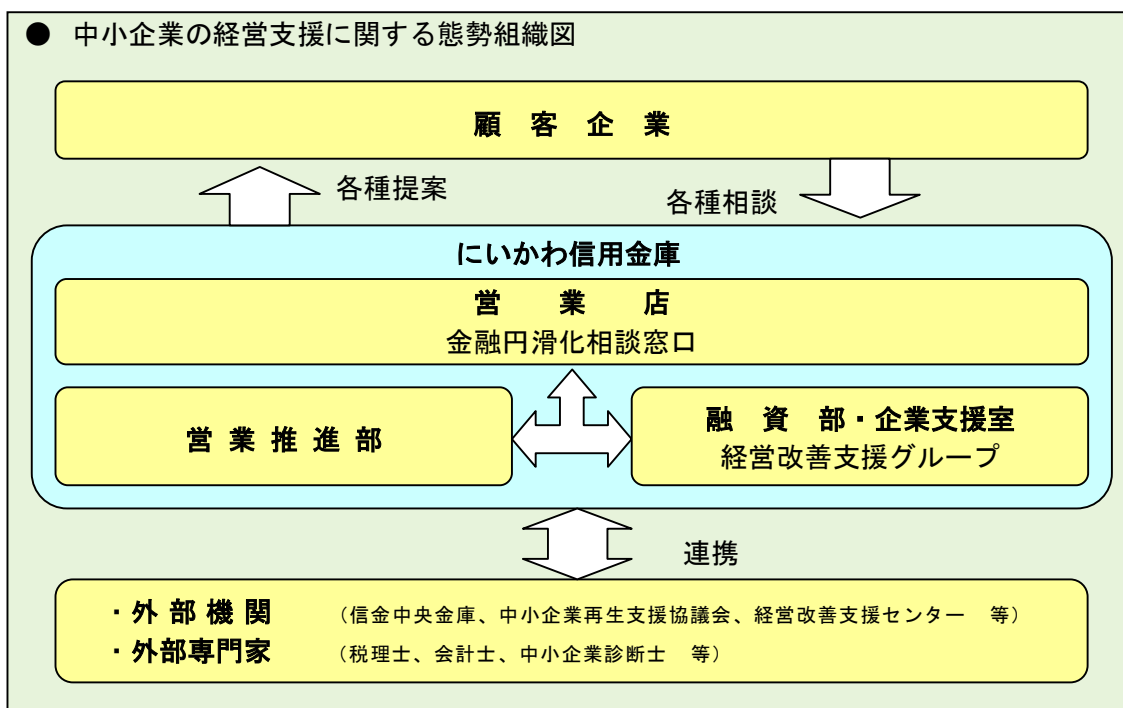 ● 中小企業の経営支援に関する態勢組織図
顧 客 企 業
各種提案
各種相談
にいかわ信用金庫
営 業 店
金融円滑化相談窓口
営 業 推 進 部
融 資 部・企業支援室
経営改善支援グループ
連携
・外 部 機 関 （信金中央金庫、中小企業再生支援協議会、経営改善支援センター 等）
・外部専門家 （税理士、会計士、中小企業診断士 等）